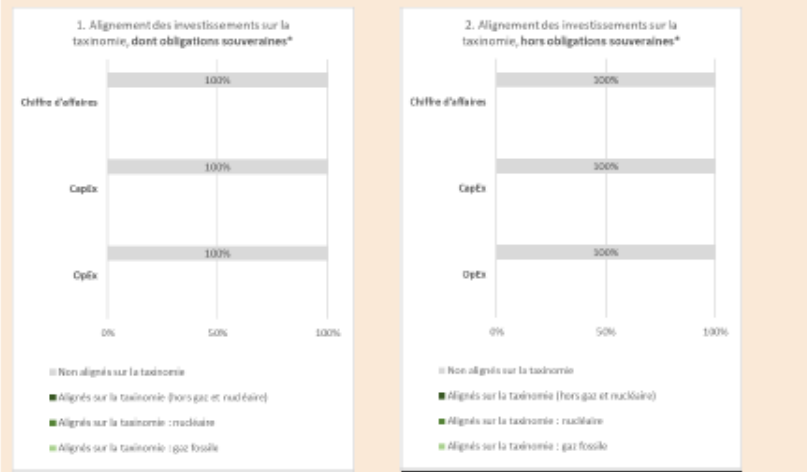 1. Alignement des investissements sur la
taxinomie, dont obligations souveraines*
100%
Chiffre d'affaires
100%
CapEx
100%
OpEx
0% 50% 100%
Non alignés sur la taxinomie
Alignés sur la taxinomie (hors gaz et nucléaire)
Alignés sur la taxinomie : nucléaire
Alignés sur la taxinomie : gaz fossile
2. Alignement des investissements sur la
taxinomie, hors obligations souveraines*
100%
Chiffre d'affaires
100%
CapEx
100%
OpEx
0% 50% 100%
Non alignés sur la taxinomie
Alignés sur la taxinomie (hors gaz et nucléaire)
Alignés sur la taxinomie : nucléaire
Alignés sur la taxinomie : gaz fossile